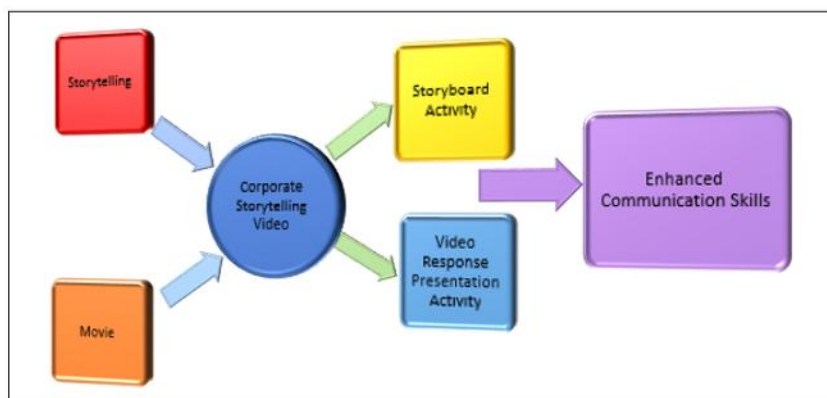 Storytelling
Storyboard
Activity
Corporate
Storytelling
Video
Enhanced
Communication Skills
Video
Response
Presentation
Activity
Movie